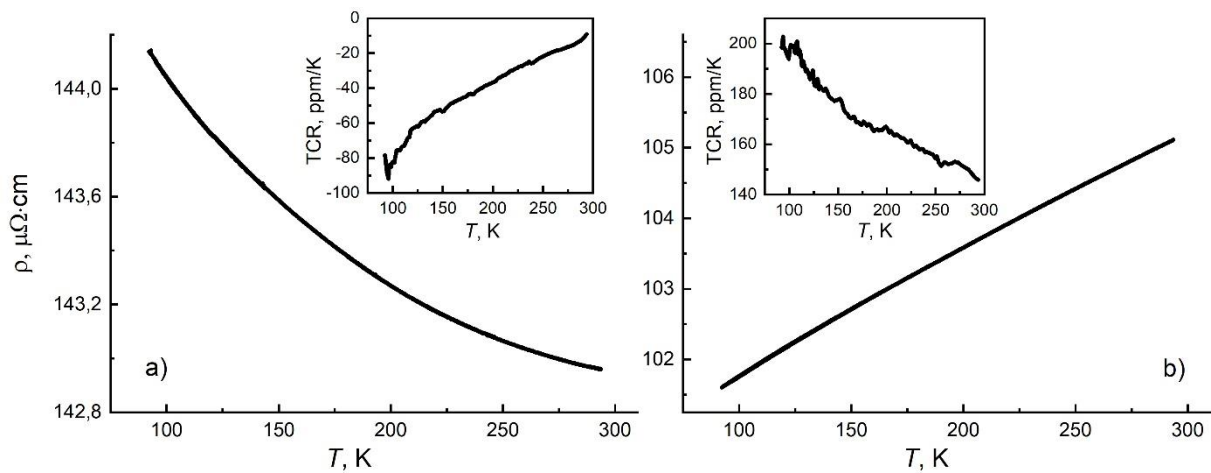 ρ, μΩ·cm
144,0
143,6
143,2
142,8
100 150 200 250 300
T, K
a)
TCR, ppm/K
0
-20
-40
-60
-80
-100
100 150 200 250 300
T, K
106
105
104
103
102
100 150 200 250 300
T, K
b)
TCR, ppm/K
200
180
160
140
100 150 200 250 300
T, K